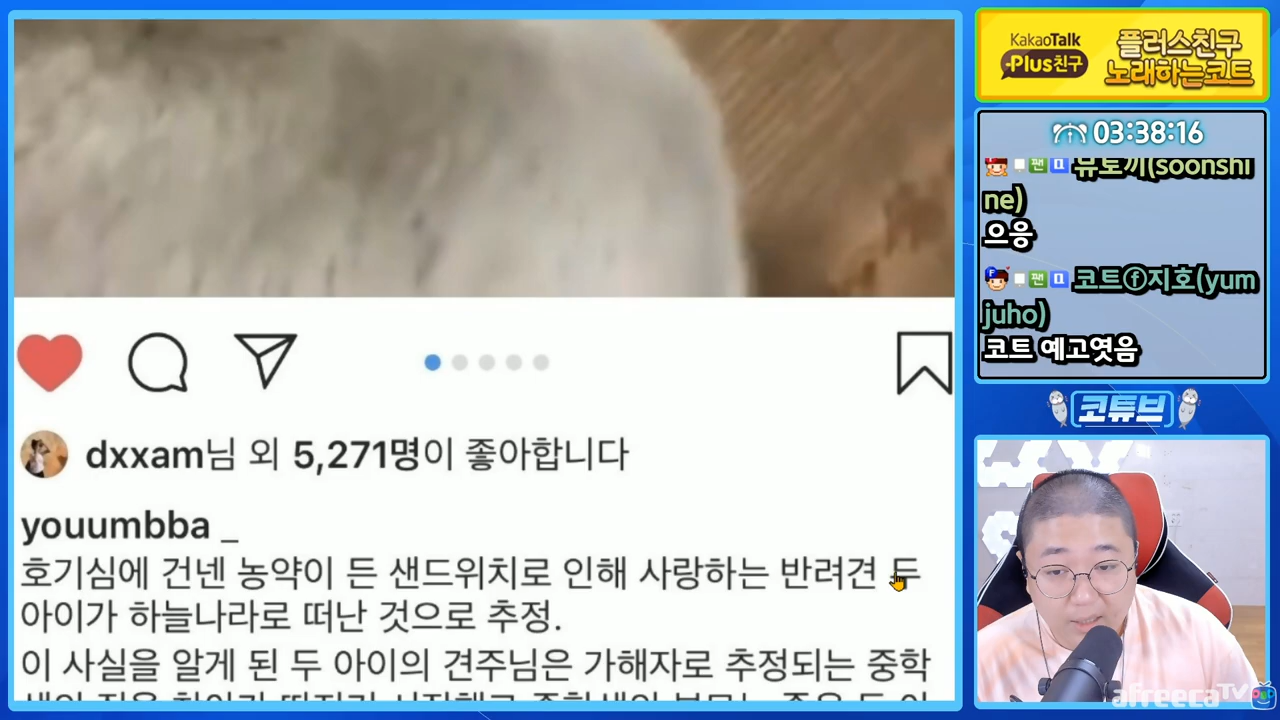 dxxam님 외 5,271명이 좋아합니다
youumbba _
호기심에 건넨 농약이 든 샌드위치로 인해 사랑하는 반려견 두
아이가 하늘나라로 떠난 것으로 추정.
이 사실을 알게 된 두 아이의 견주님은 가해자로 추정되는 중학
KakaoTalk
Plus친구
플러스친구
노래하는코트
03:38:16
팬 뮤토끼(soonshi
ne)
으응
팬 코트ⓕ지호(yum
juho)
코트 예고엿음
코튜브
afreecaTV